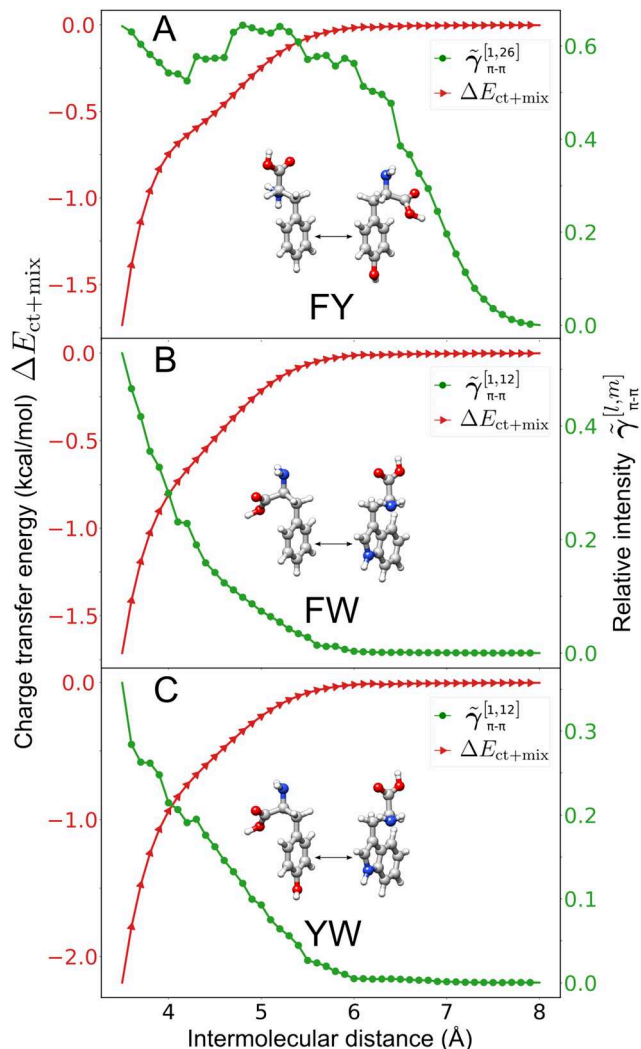 A
γ̃π-π[1,26]
ΔEct+mix
0.0
−0.5
−1.0
−1.5
0.6
0.4
0.2
0.0
FY
B
γ̃π-π[1,12]
ΔEct+mix
0.0
−0.5
−1.0
−1.5
0.4
0.2
0.0
FW
C
γ̃π-π[1,12]
ΔEct+mix
0.0
−1.0
−2.0
0.3
0.2
0.1
0.0
YW
4
5
6
7
8
Intermolecular distance (Å)
Charge transfer energy (kcal/mol) ΔEct+mix
Relative intensity γ̃π-π[l,m]